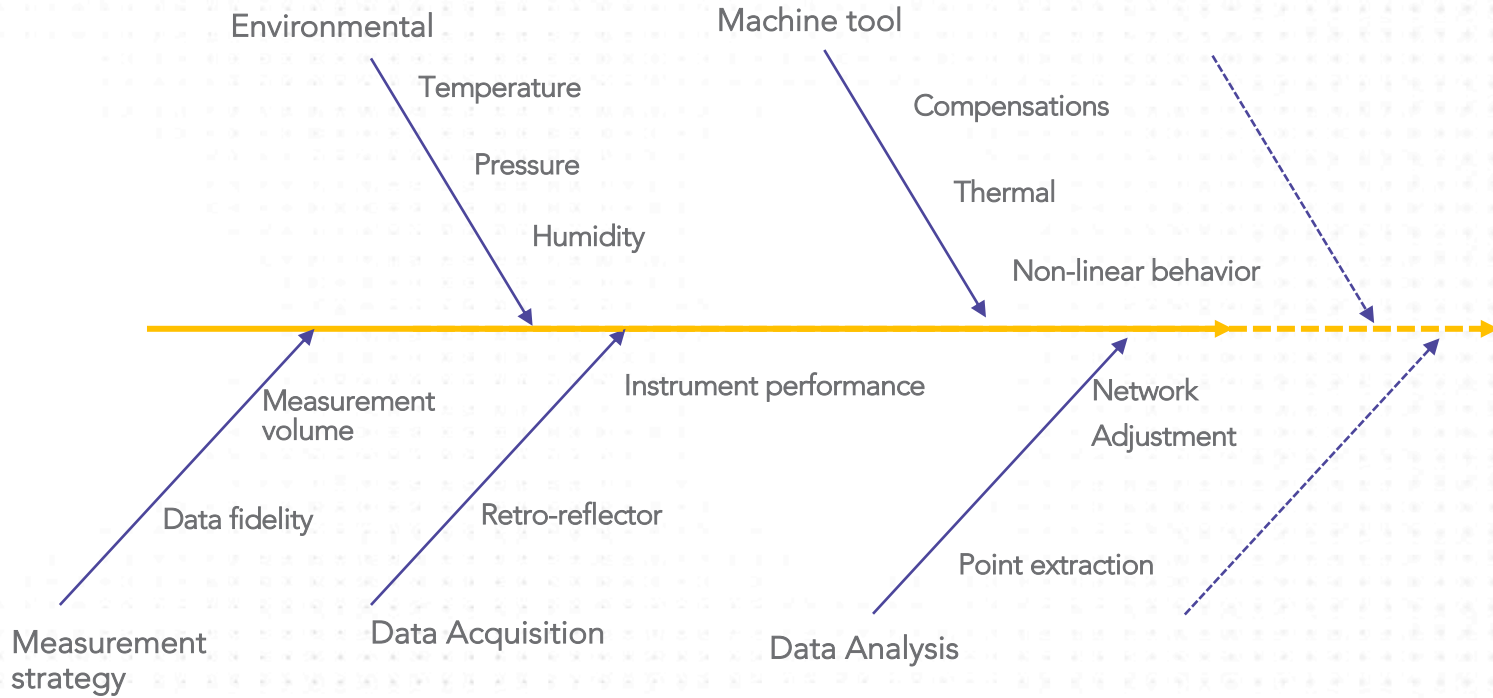 Environmental
Machine tool
Temperature
Compensations
Pressure
Thermal
Humidity
Non-linear behavior
Instrument performance
Measurement
volume
Network
Adjustment
Data fidelity
Retro-reflector
Point extraction
Measurement
strategy
Data Acquisition
Data Analysis